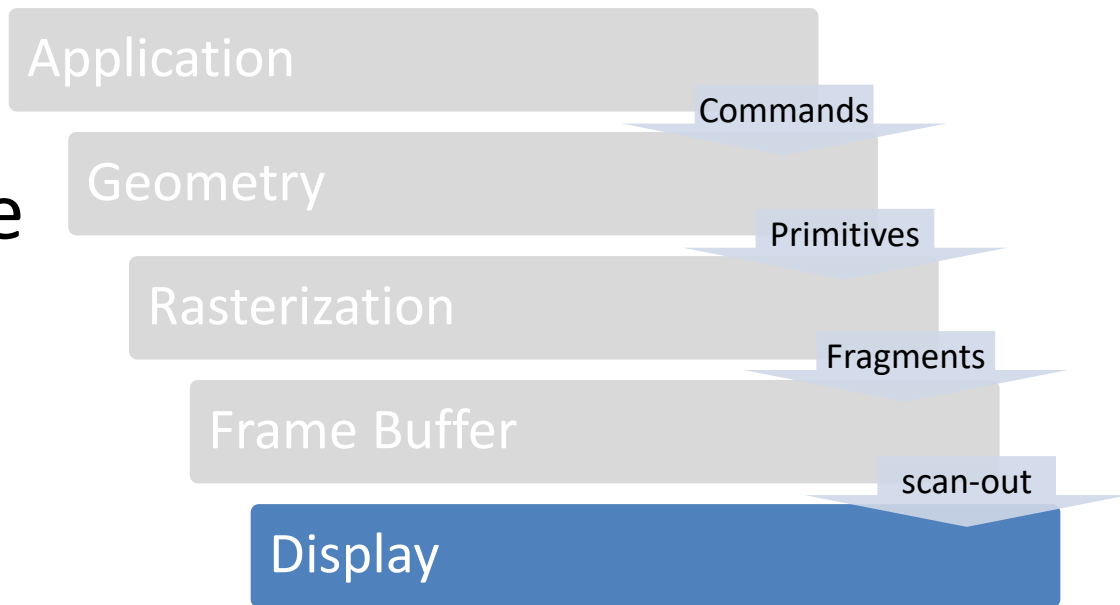 Application
Commands
Geometry
e
Primitives
Rasterization
Fragments
Frame Buffer
scan-out
Display